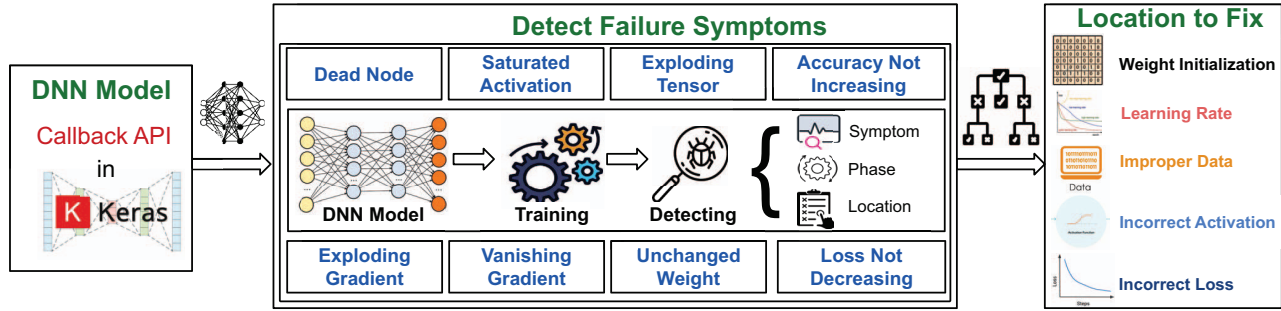 DNN Model
Callback API
in
K Keras
Detect Failure Symptoms
Dead Node
Saturated
Activation
Exploding
Tensor
Accuracy Not
Increasing
DNN Model
Training
Detecting
Symptom
Phase
Location
Exploding
Gradient
Vanishing
Gradient
Unchanged
Weight
Loss Not
Decreasing
Location to Fix
Weight Initialization
Learning Rate
Improper Data
Data
Incorrect Activation
Incorrect Loss
Loss
Steps